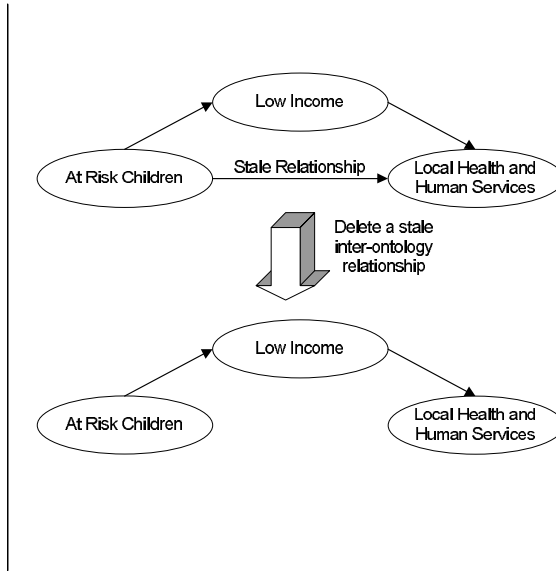 Low Income
At Risk Children
Stale Relationship
Local Health and
Human Services
Delete a stale
inter-ontology
relationship
Low Income
At Risk Children
Local Health and
Human Services